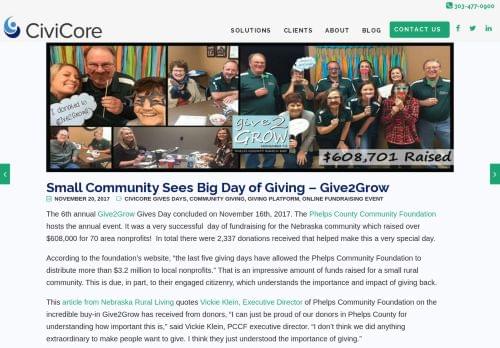 303-477-0900
CiviCore
SOLUTIONS CLIENTS ABOUT BLOG CONTACT US
I donated to Give2Grow!
give2
GROW
PHELPS COUNTY GIVES DAY
$608,701 Raised
Small Community Sees Big Day of Giving – Give2Grow
NOVEMBER 20, 2017 CIVICORE GIVES DAYS, COMMUNITY GIVING, GIVING PLATFORM, ONLINE FUNDRAISING EVENT
The 6th annual Give2Grow Gives Day concluded on November 16th, 2017. The Phelps County Community Foundation
hosts the annual event. It was a very successful day of fundraising for the Nebraska community which raised over
$608,000 for 70 area nonprofits! In total there were 2,337 donations received that helped make this a very special day.
According to the foundation's website, “the last five giving days have allowed the Phelps Community Foundation to
distribute more than $3.2 million to local nonprofits.” That is an impressive amount of funds raised for a small rural
community. This is due, in part, to their engaged citizenry, which understands the importance and impact of giving back.
This article from Nebraska Rural Living quotes Vickie Klein, Executive Director of Phelps Community Foundation on the
incredible buy-in Give2Grow has received from donors, “I can just be proud of our donors in Phelps County for
understanding how important this is,” said Vickie Klein, PCCF executive director. “I don't think we did anything
extraordinary to make people want to give. I think they just understood the importance of giving.”